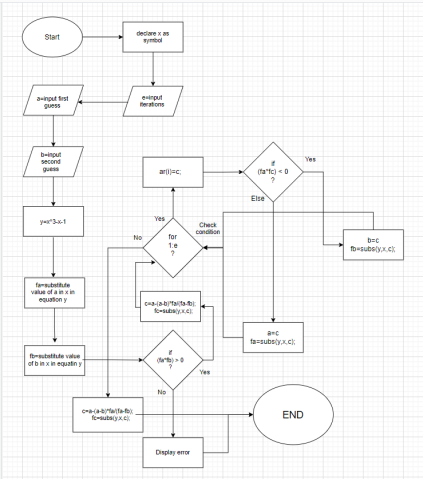 Start
declare x as
symbol
e=input
iterations
a=input first
guess
b=input
second
guess
y=x^3-x-1
fa=substitute
value of a in x in
equation y
fb=substitute value
of b in x in equatin y
if
(fa*fb) > 0
?
Yes
No
c=a-(a-b)*fa/(fa-fb);
fc=subs(y,x,c);
for
1:e
?
Yes
No
Check
condition
ar(i)=c;
if
(fa*fc) < 0
?
Yes
Else
b=c
fb=subs(y,x,c);
a=c
fa=subs(y,x,c);
c=a-(a-b)*fa/(fa-fb);
fc=subs(y,x,c);
Display error
END